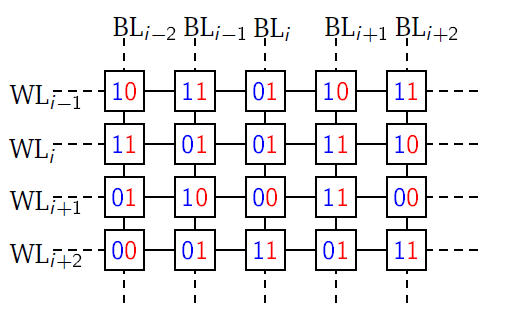 BL_{i-2} BL_{i-1} BL_i BL_{i+1} BL_{i+2}
WL_{i-1} 10 11 01 10 11
WL_i 11 01 01 11 10
WL_{i+1} 01 10 00 11 00
WL_{i+2} 00 01 11 01 11